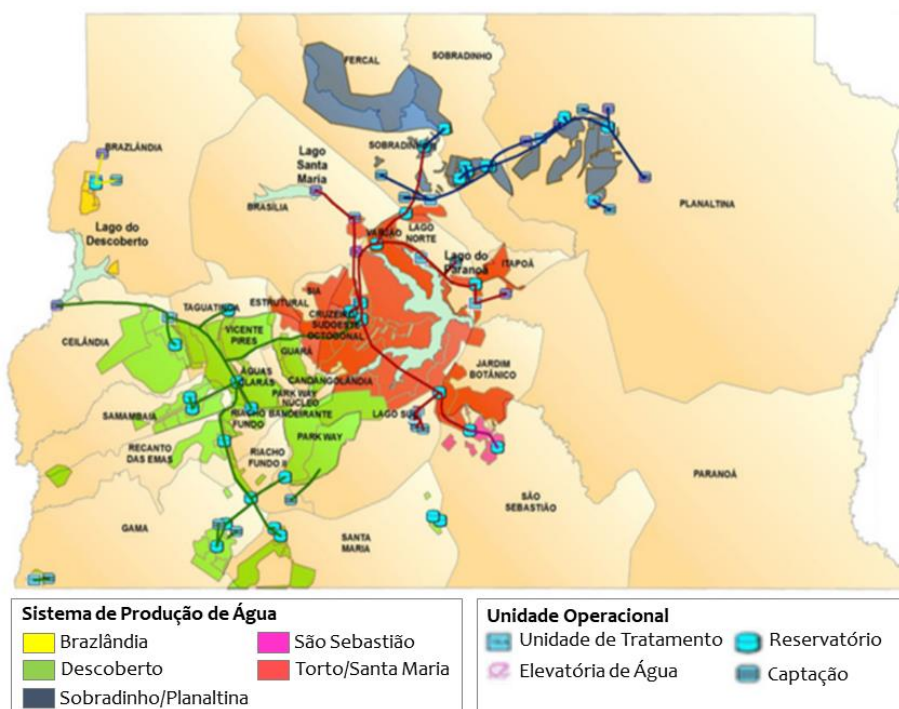 FERCAL
SOBRADINHO
BRAZLÂNDIA
Lago
Santa
Maria
SOBRADINHO II
BRASÍLIA
PLANALTINA
Lago do
Descoberto
VARJÃO
LAGO
NORTE
Lago do
Paranoá
ITAPOÃ
TAGUATINGA
ESTRUTURAL
SIA
CRUZEIRO
SUDOESTE
OCTOGONAL
CEILÂNDIA
VICENTE
PIRES
GUARÁ
JARDIM
BOTÂNICO
ÁGUAS
CLARAS
CANDANGOLÂNDIA
PARK WAY
NÚCLEO
BANDEIRANTE
SAMAMBAIA
RIACHO
FUNDO
LAGO SUL
PARK WAY
RECANTO
DAS EMAS
RIACHO
FUNDO II
PARANOÁ
SÃO
SEBASTIÃO
GAMA
SANTA
MARIA
Sistema de Produção de Água
Brazlândia
Descoberto
Sobradinho/Planaltina
São Sebastião
Torto/Santa Maria
Unidade Operacional
Unidade de Tratamento
Elevatória de Água
Reservatório
Captação